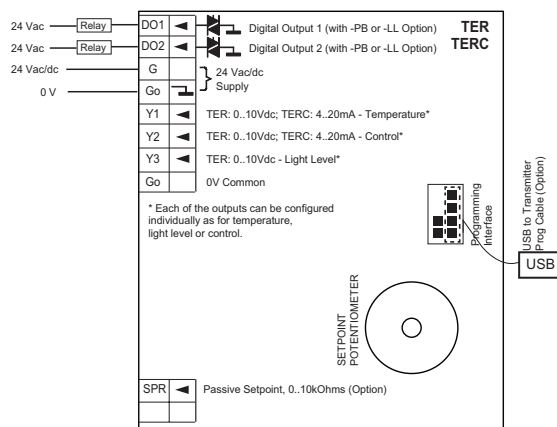 24 Vac Relay DO1 Digital Output 1 (with -PB or -LL Option) TER
24 Vac Relay DO2 Digital Output 2 (with -PB or -LL Option) TERC
24 Vac/dc G 24 Vac/dc
0 V Go Supply
Y1 TER: 0..10Vdc; TERC: 4..20mA - Temperature*
Y2 TER: 0..10Vdc; TERC: 4..20mA - Control*
Y3 TER: 0..10Vdc - Light Level*
Go 0V Common
* Each of the outputs can be configured
individually as for temperature,
light level or control.
Programming
Interface
USB to Transmitter
Prog Cable (Option)
USB
SETPOINT
POTENTIOMETER
SPR Passive Setpoint, 0..10kOhms (Option)